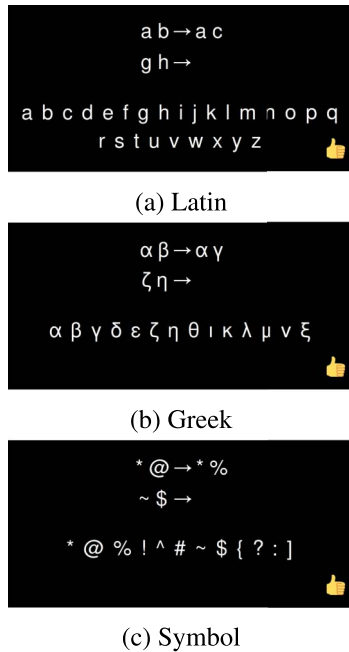 a b→a c
g h→
a b c d e f g h i j k l m n o p q
r s t u v w x y z
(a) Latin
α β→α γ
ζ η→
α β γ δ ε ζ η θ ι κ λ μ ν ξ
(b) Greek
* @→* %
~ $→
* @ % ! ^ # ~ $ { ? : ]
(c) Symbol